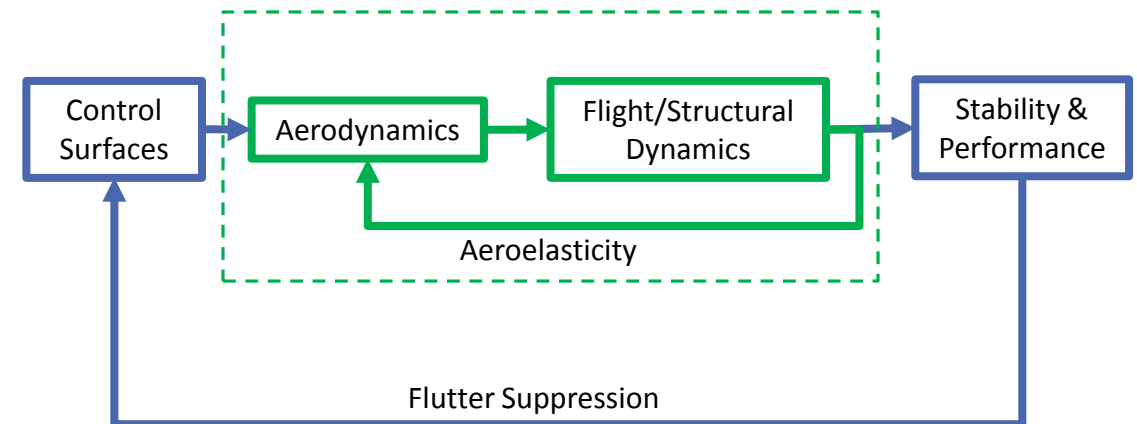 Control
Surfaces
Aerodynamics
Flight/Structural
Dynamics
Stability &
Performance
Aeroelasticity
Flutter Suppression